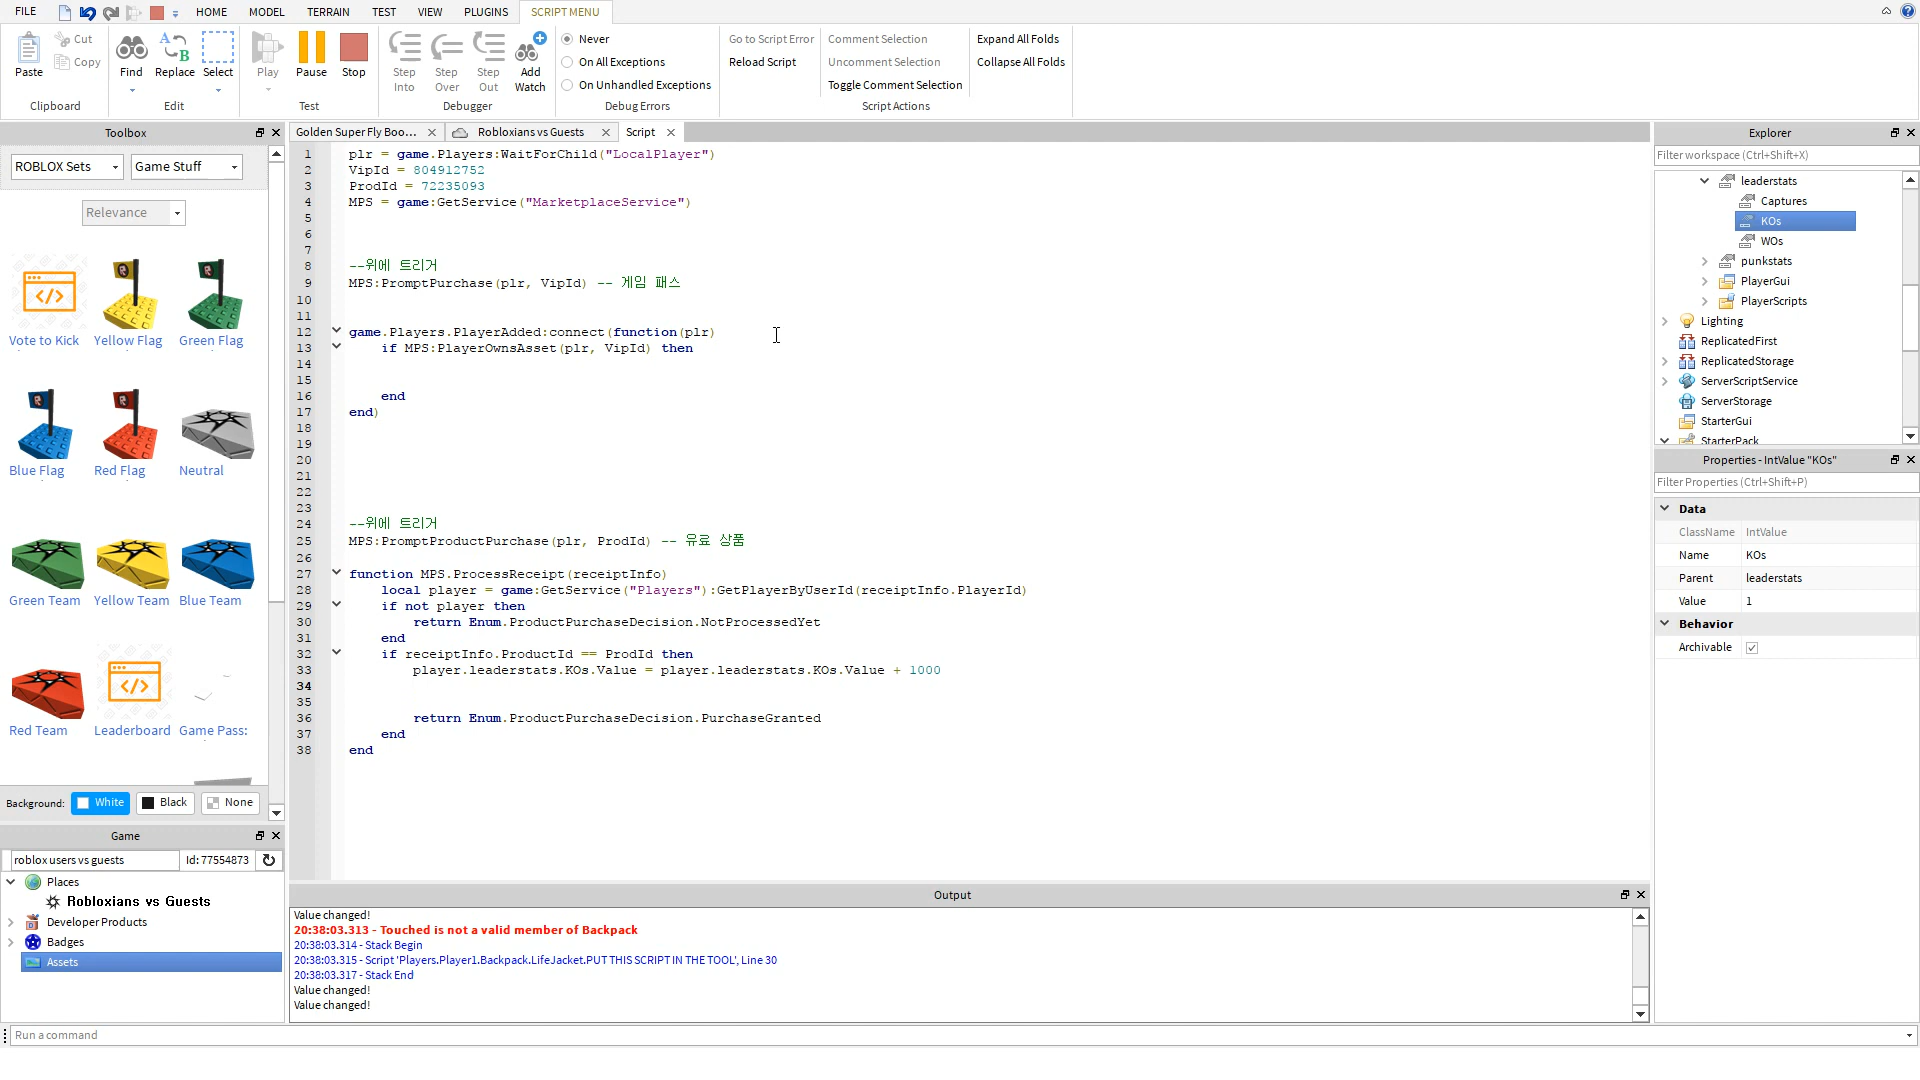 FILE
HOME
MODEL
TERRAIN
TEST
VIEW
PLUGINS
SCRIPT MENU
Paste
Cut
Copy
Clipboard
Find
Replace
Select
Edit
Play
Pause
Stop
Test
Step Into
Step Over
Step Out
Add Watch
Debugger
Never
On All Exceptions
On Unhandled Exceptions
Debug Errors
Go to Script Error
Reload Script
Comment Selection
Uncomment Selection
Toggle Comment Selection
Script Actions
Expand All Folds
Collapse All Folds
Toolbox
ROBLOX Sets
Game Stuff
Relevance
Vote to Kick
Yellow Flag
Green Flag
Blue Flag
Red Flag
Neutral
Green Team
Yellow Team
Blue Team
Red Team
Leaderboard
Game Pass:
Background:
White
Black
None
Game
roblox users vs guests
Id: 77554873
Places
Robloxians vs Guests
Developer Products
Badges
Assets
Golden Super Fly Boo...
Robloxians vs Guests
Script
1 plr = game.Players:WaitForChild("LocalPlayer")
2 VipId = 804912752
3 ProdId = 72235093
4 MPS = game:GetService("MarketplaceService")
5
6
7
8 --위에 트리거
9 MPS:PromptPurchase(plr, VipId) -- 게임 패스
10
11
12 game.Players.PlayerAdded:connect(function(plr)
13 if MPS:PlayerOwnsAsset(plr, VipId) then
14
15
16 end
17 end)
18
19
20
21
22
23
24 --위에 트리거
25 MPS:PromptProductPurchase(plr, ProdId) -- 유료 상품
26
27 function MPS.ProcessReceipt(receiptInfo)
28 local player = game:GetService("Players"):GetPlayerByUserId(receiptInfo.PlayerId)
29 if not player then
30 return Enum.ProductPurchaseDecision.NotProcessedYet
31 end
32 if receiptInfo.ProductId == ProdId then
33 player.leaderstats.KOs.Value = player.leaderstats.KOs.Value + 1000
34
35
36 return Enum.ProductPurchaseDecision.PurchaseGranted
37 end
38 end
Output
Value changed!
20:38:03.313 - Touched is not a valid member of Backpack
20:38:03.314 - Stack Begin
20:38:03.315 - Script 'Players.Player1.Backpack.LifeJacket.PUT THIS SCRIPT IN THE TOOL', Line 30
20:38:03.317 - Stack End
Value changed!
Value changed!
Run a command
Explorer
Filter workspace (Ctrl+Shift+X)
leaderstats
Captures
KOs
WOs
punkstats
PlayerGui
PlayerScripts
Lighting
ReplicatedFirst
ReplicatedStorage
ServerScriptService
ServerStorage
StarterGui
StarterPack
Properties - IntValue "KOs"
Filter Properties (Ctrl+Shift+P)
Data
ClassName IntValue
Name KOs
Parent leaderstats
Value 1
Behavior
Archivable